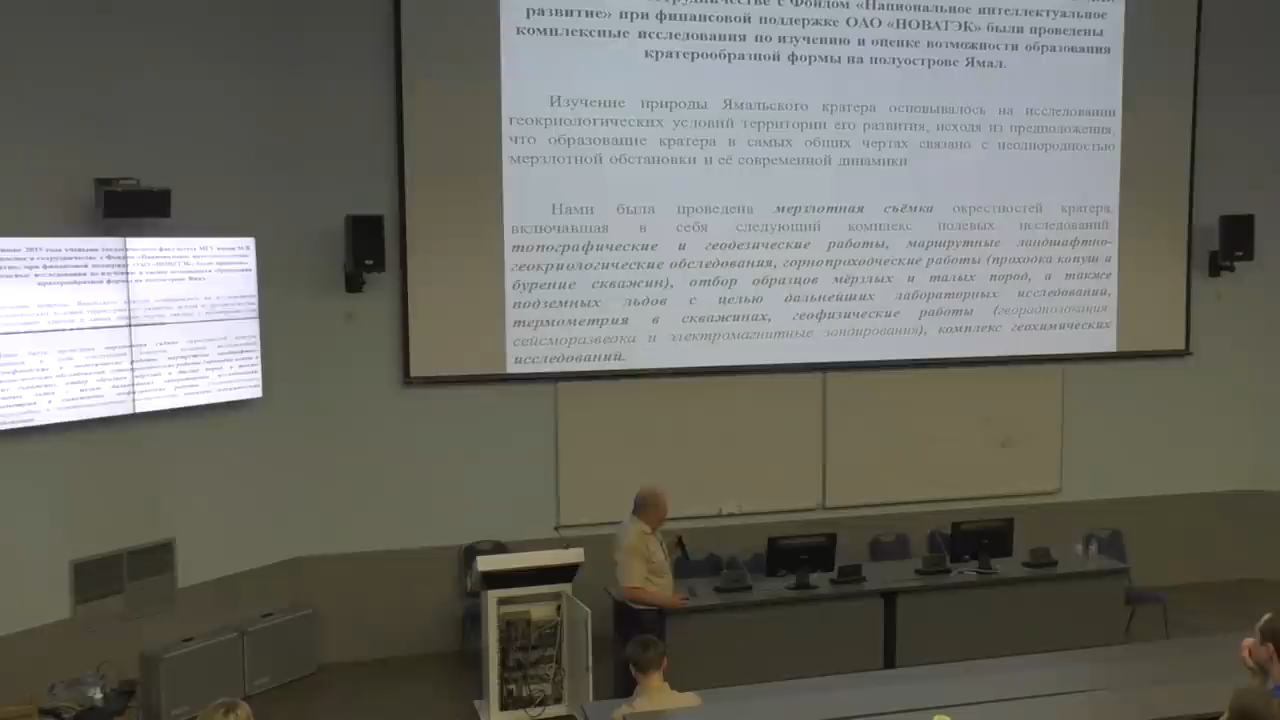 сотрудничестве с Фондом «Национальное интеллектуальное
развитие» при финансовой поддержке ОАО «НОВАТЭК» были проведены
комплексные исследования по изучению и оценке возможности образования
кратерообразной формы на полуострове Ямал.
Изучение природы Ямальского кратера основывалось на исследовании
геокриологических условий территории его развития, исходя из предположения,
что образование кратера в самых общих чертах связано с неоднородностью
мерзлотной обстановки и её современной динамики
Нами была проведена мерзлотная съёмка окрестностей кратера,
включавшая в себя следующий комплекс полевых исследований
топографические и геодезические работы, маршрутные ландшафтно-
геокриологические обследования, горнопроходческие работы (проходка копуш и
бурение скважин), отбор образцов мёрзлых и талых пород, а также
подземных льдов с целью дальнейших лабораторных исследований,
термометрия в скважинах, геофизические работы (георадиолокация,
сейсморазведка и электромагнитные зондирования), комплекс геохимических
исследований.